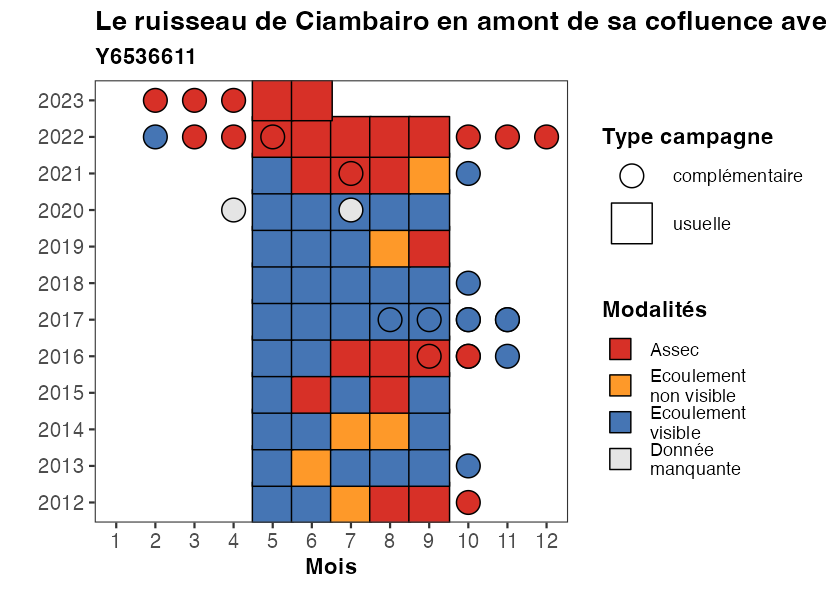 Le ruisseau de Ciambairo en amont de sa cofluence ave
Y6536611
2023
2022
2021
2020
2019
2018
2017
2016
2015
2014
2013
2012
1 2 3 4 5 6 7 8 9 10 11 12
Mois
Type campagne
complémentaire
usuelle
Modalités
Assec
Ecoulement
non visible
Ecoulement
visible
Donnée
manquante